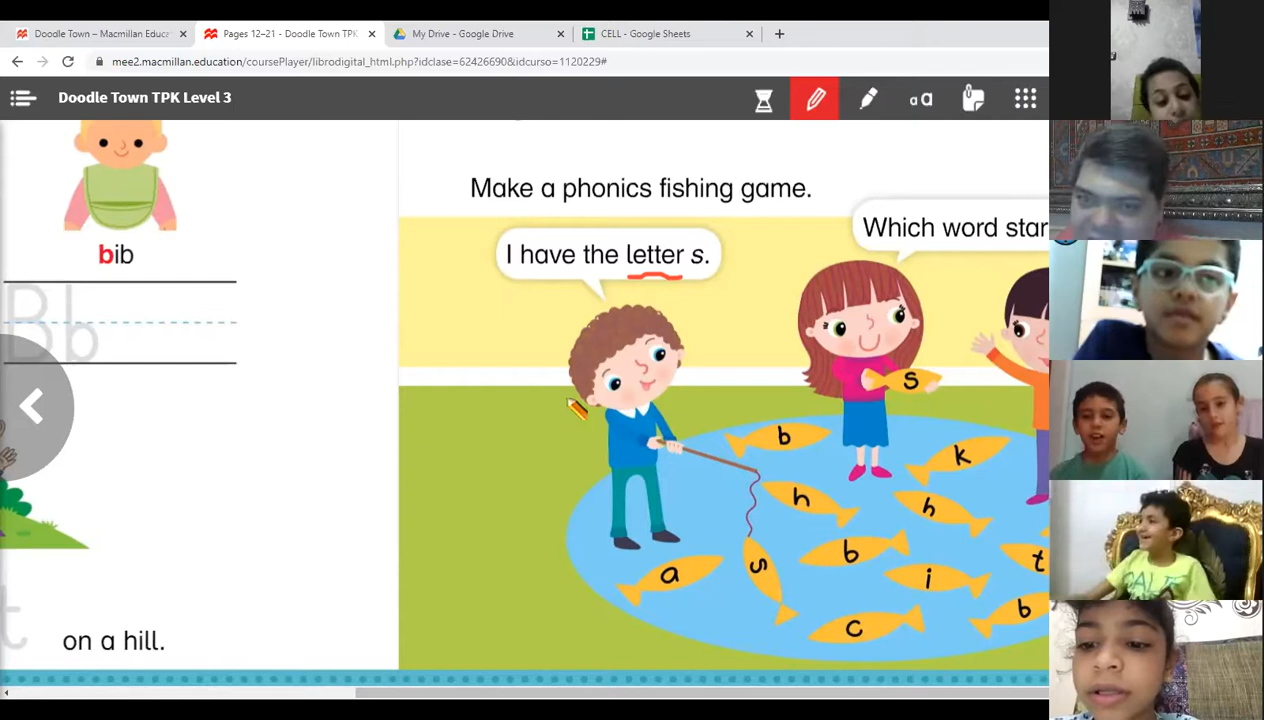 Doodle Town – Macmillan Educa
Pages 12–21 - Doodle Town TPK
My Drive - Google Drive
CELL - Google Sheets
mee2.macmillan.education/coursePlayer/librodigital_html.php?idclase=62426690&idcurso=1120229#
Doodle Town TPK Level 3
a a
bib
Bb
t
on a hill.
Make a phonics fishing game.
I have the letter s.
Which word star
s
b
k
h
h
b
s
a
i
t
b
c